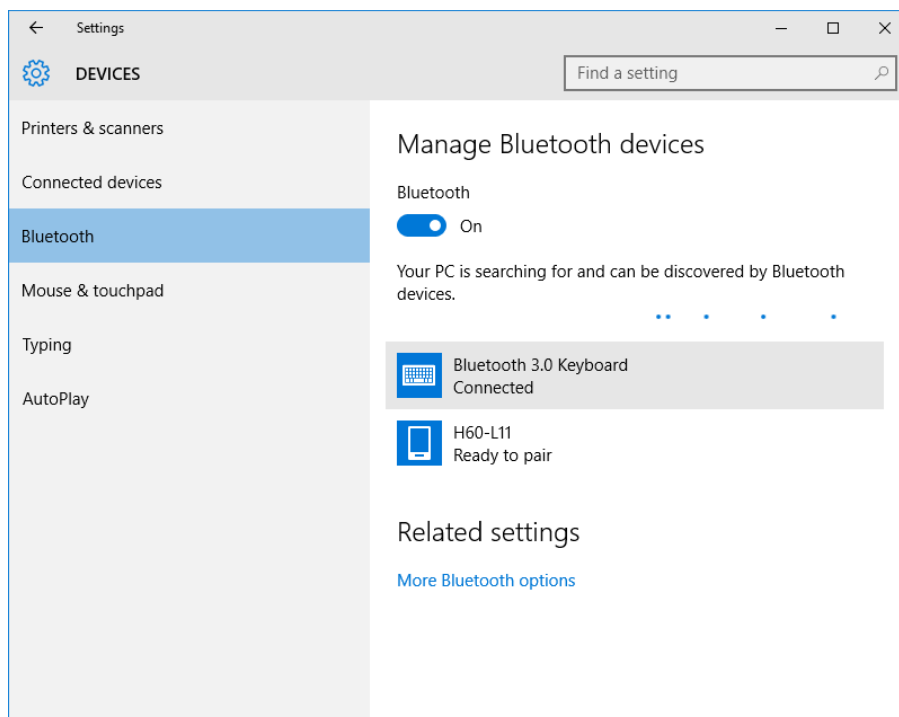 Settings
DEVICES
Find a setting
Printers & scanners
Connected devices
Bluetooth
Mouse & touchpad
Typing
AutoPlay
Manage Bluetooth devices
Bluetooth
On
Your PC is searching for and can be discovered by Bluetooth
devices.
Bluetooth 3.0 Keyboard
Connected
H60-L11
Ready to pair
Related settings
More Bluetooth options